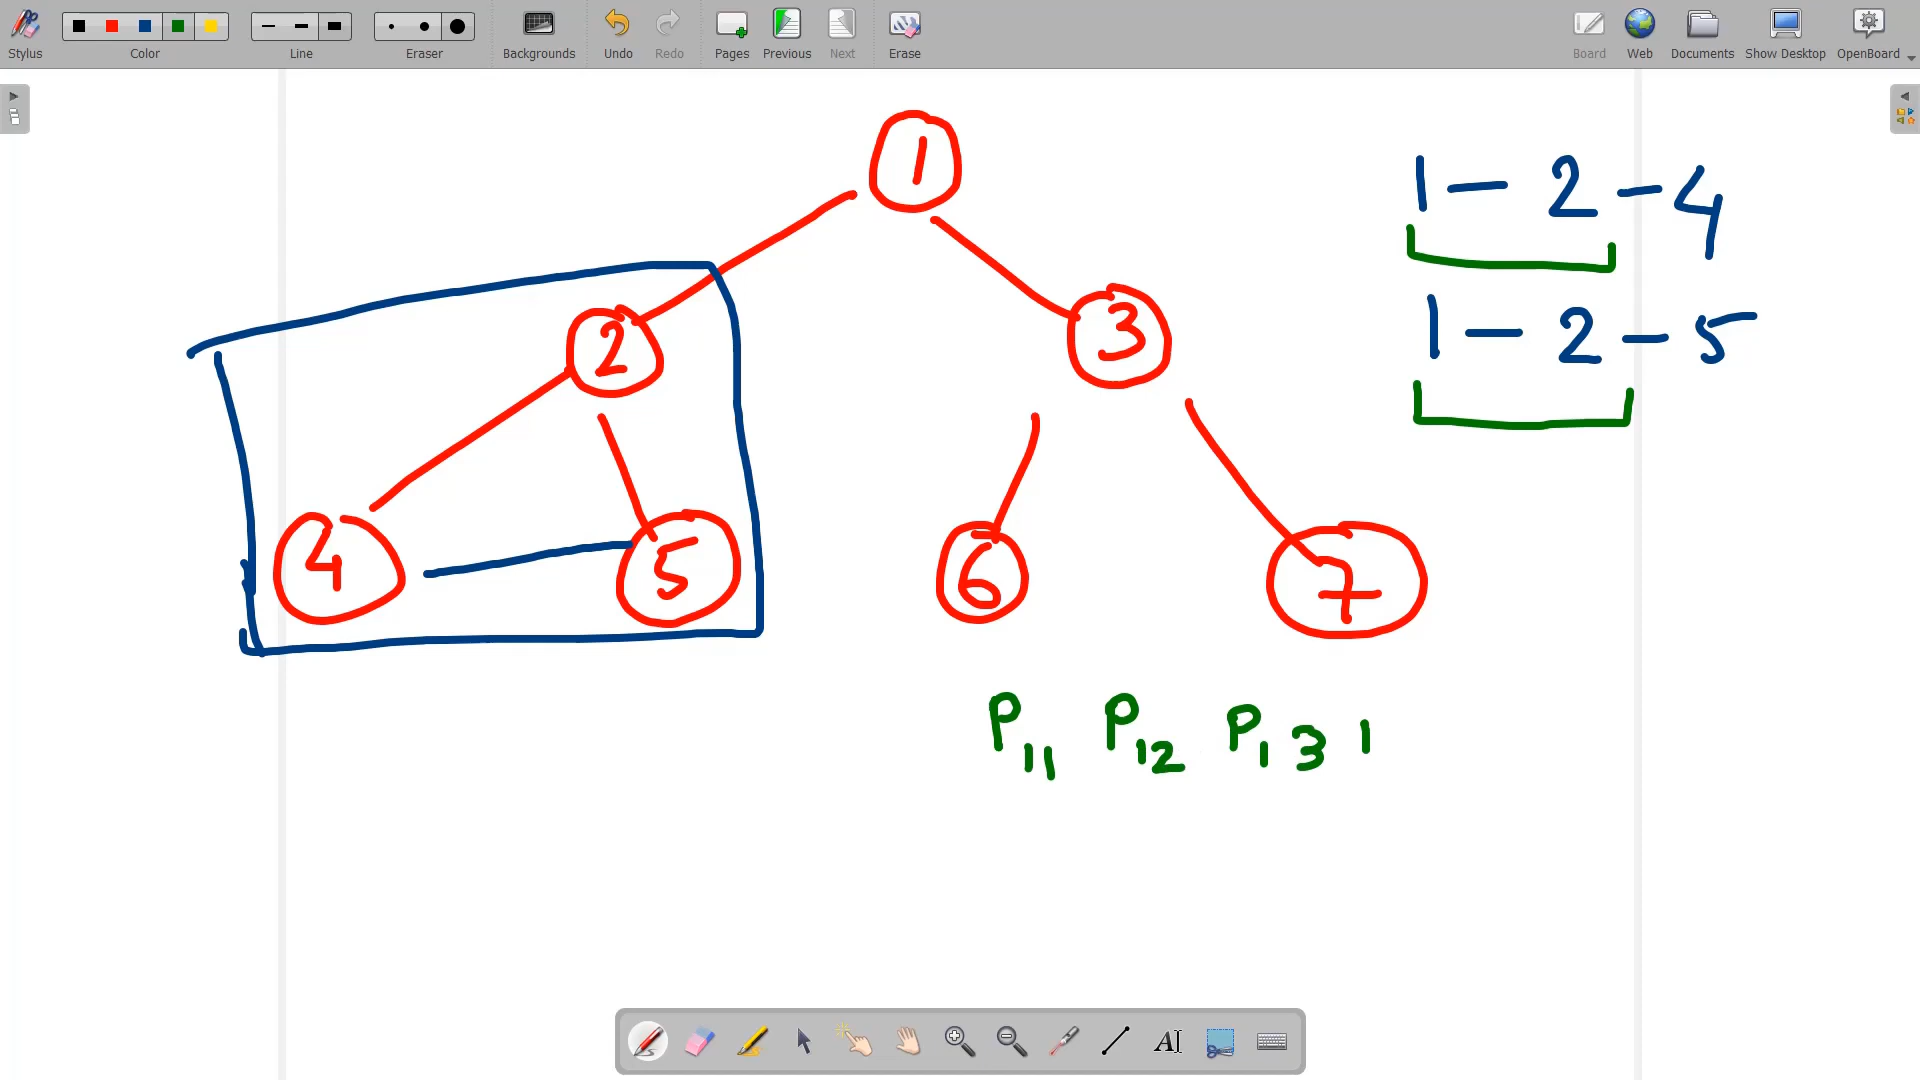 Stylus Color Line Eraser Backgrounds Undo Redo Pages Previous Next Erase Board Web Documents Show Desktop OpenBoard
1
1 - 2 - 4
2
3
1 - 2 - 5
4
5
6
7
P11 P12 P13 1
AI